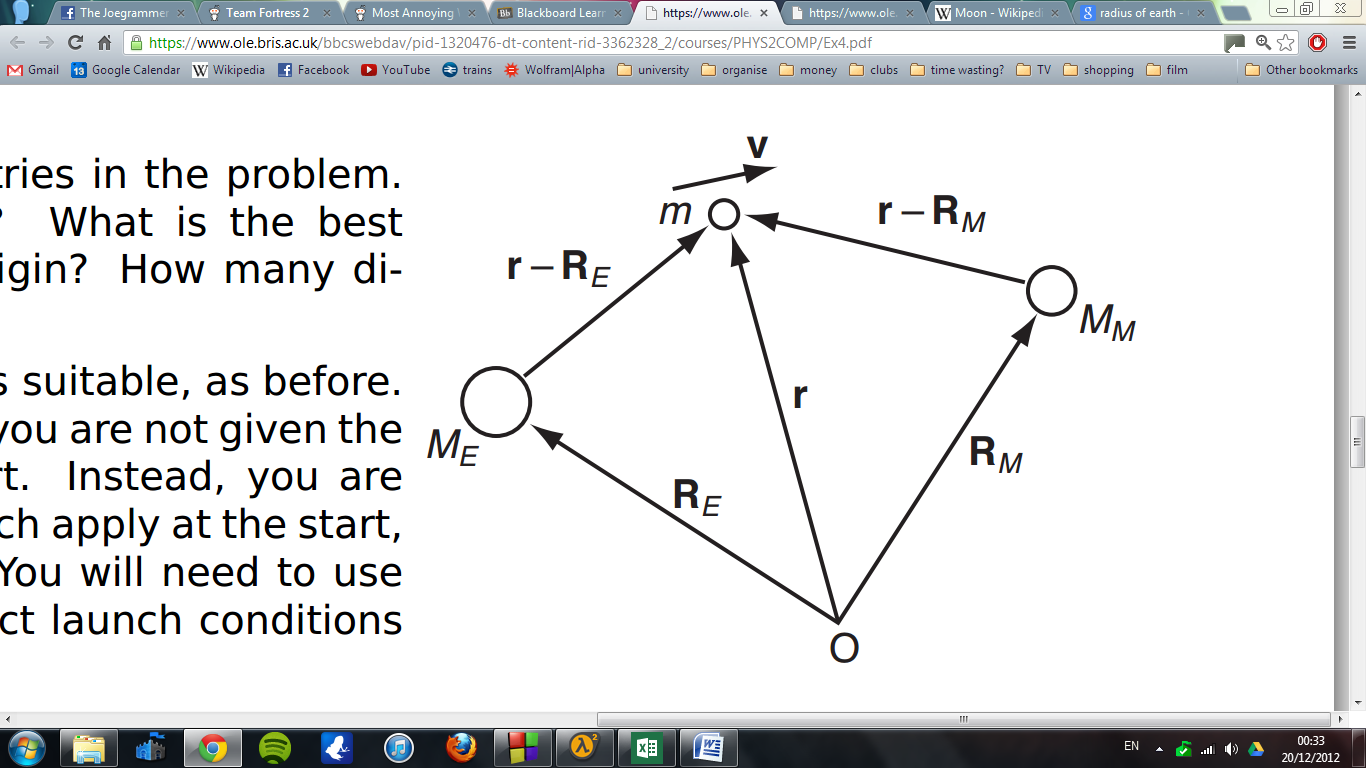 The Joegrammer
Team Fortress 2
Most Annoying
Blackboard Learn
https://www.ole.
https://www.ole.
Moon - Wikipedi
radius of earth -
https://www.ole.bris.ac.uk/bbcswebdav/pid-1320476-dt-content-rid-3362328_2/courses/PHYS2COMP/Ex4.pdf
Gmail
13 Google Calendar
W Wikipedia
Facebook
YouTube
trains
Wolfram|Alpha
university
organise
money
clubs
time wasting?
TV
shopping
film
Other bookmarks
tries in the problem.
? What is the best
igin? How many di-
s suitable, as before.
you are not given the
rt. Instead, you are
ch apply at the start,
You will need to use
ct launch conditions
v
m
r – R_M
r – R_E
M_M
r
M_E
R_M
R_E
O
EN
00:33
20/12/2012